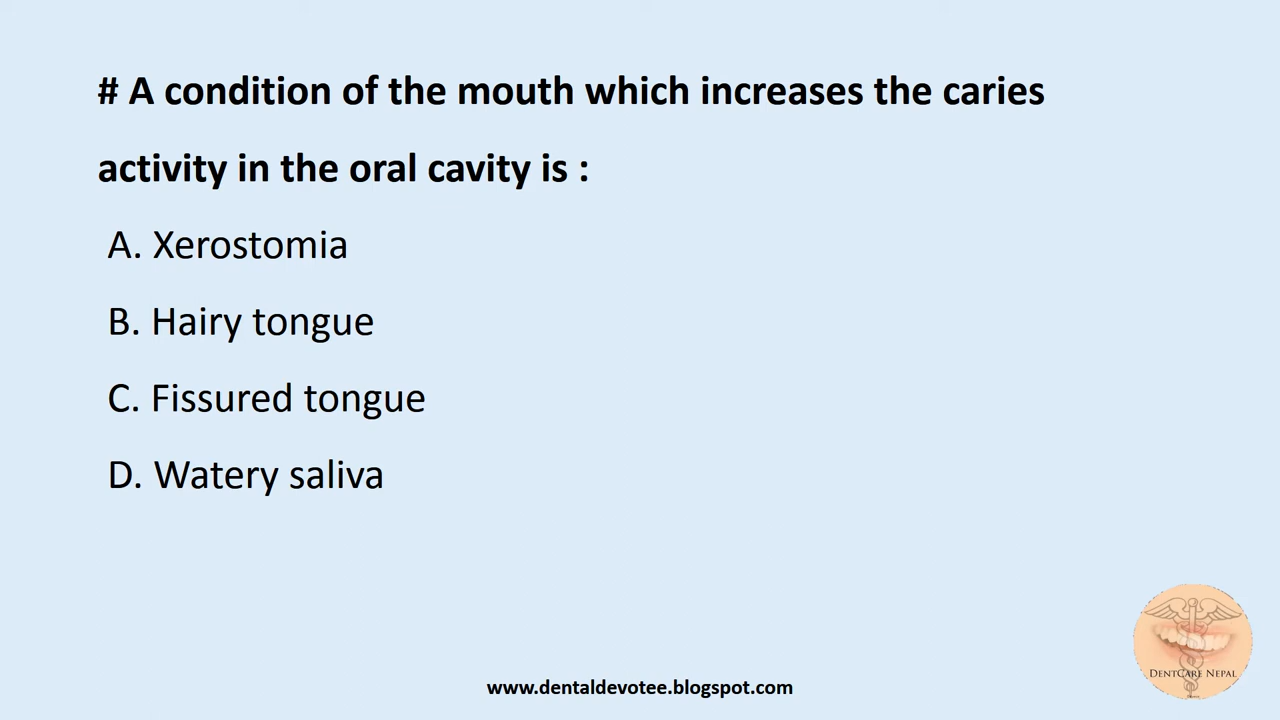 # A condition of the mouth which increases the caries
activity in the oral cavity is :
A. Xerostomia
B. Hairy tongue
C. Fissured tongue
D. Watery saliva
DentCare Nepal
www.dentaldevotee.blogspot.com